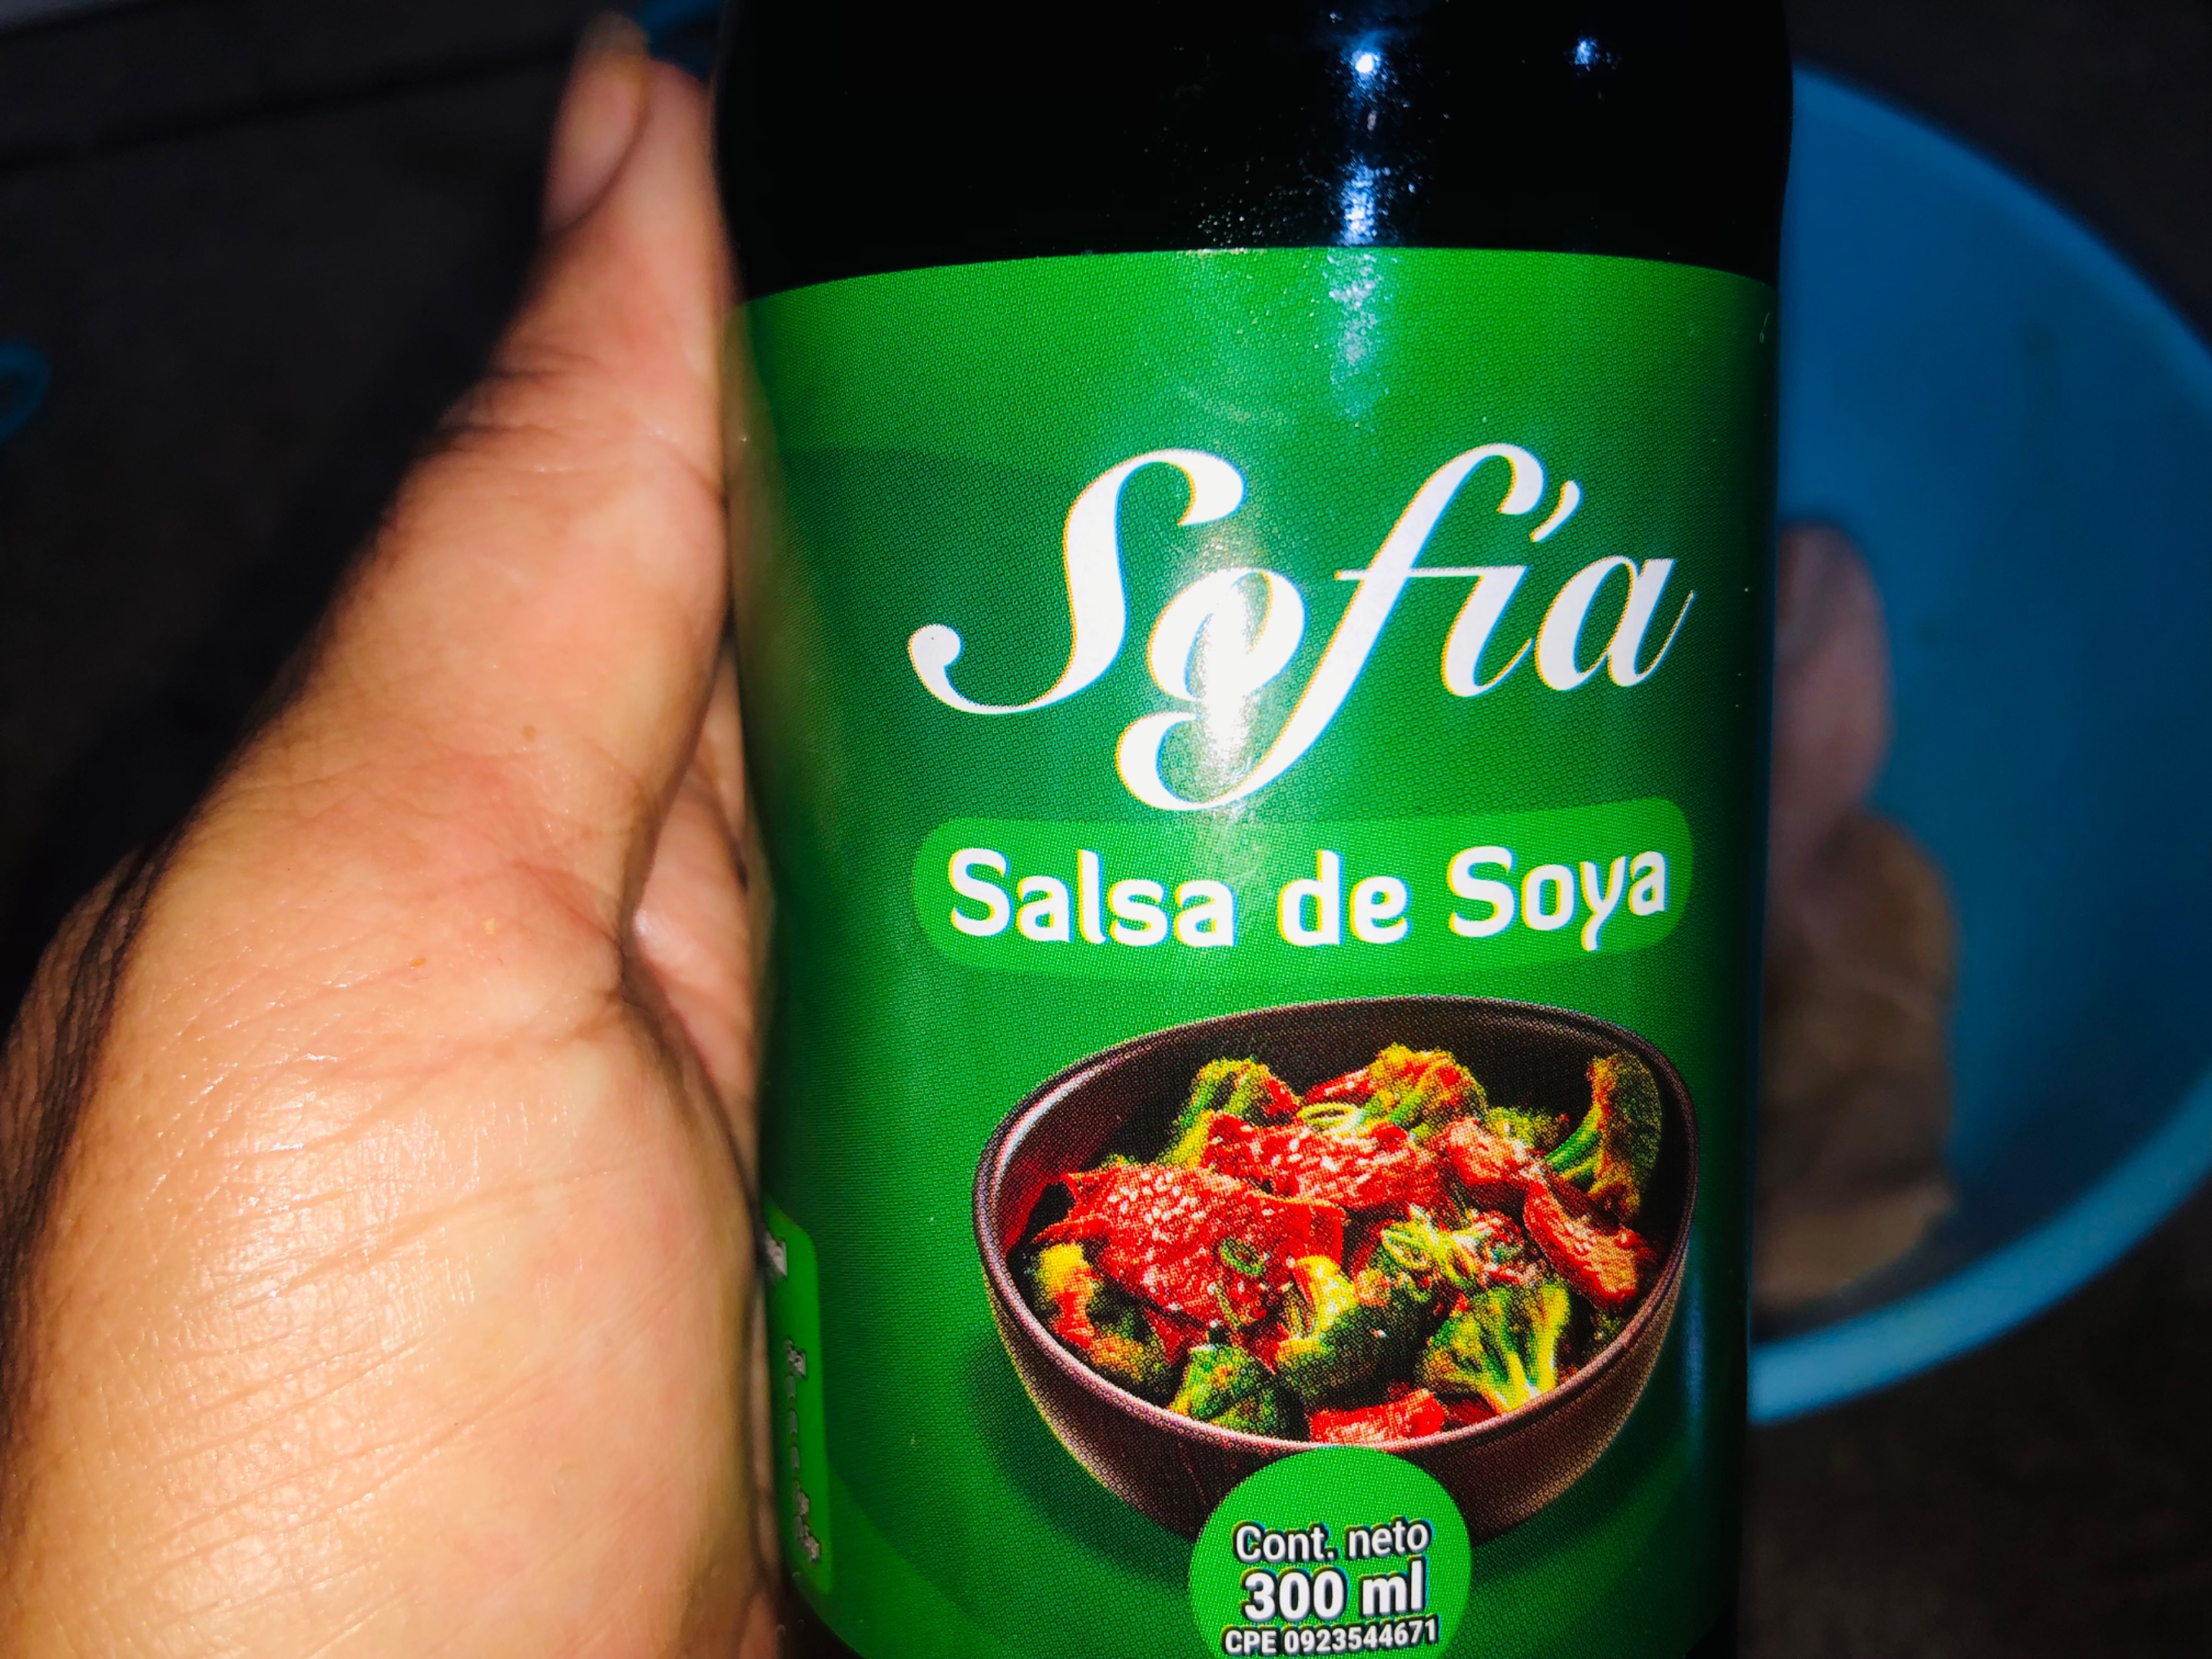 Sofía
Salsa de Soya
Cont. neto
300 ml
CPE 0923544671